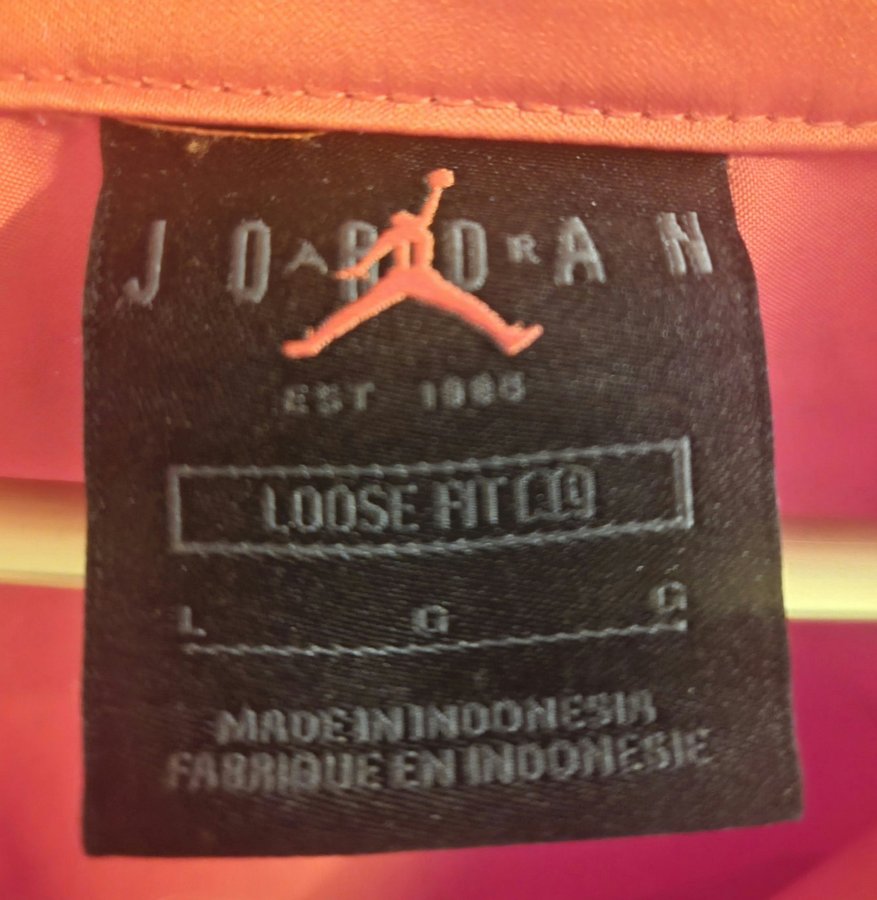 JORDAN
A R
EST 1985
LOOSE FIT
L G G
MADE IN INDONESIA
FABRIQUE EN INDONESIE